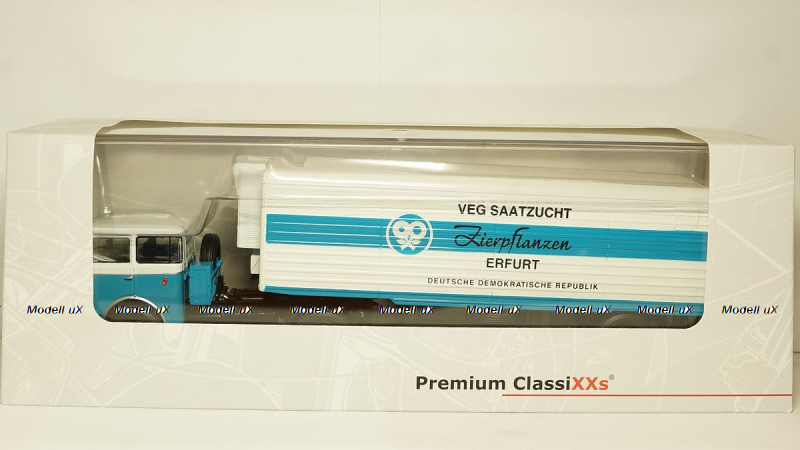 VEG SAATZUCHT
Zierpflanzen
ERFURT
DEUTSCHE DEMOKRATISCHE REPUBLIK
Modell uX Modell uX Modell uX Modell uX Modell uX Modell uX Modell uX Modell uX Modell uX
Premium ClassiXXs®